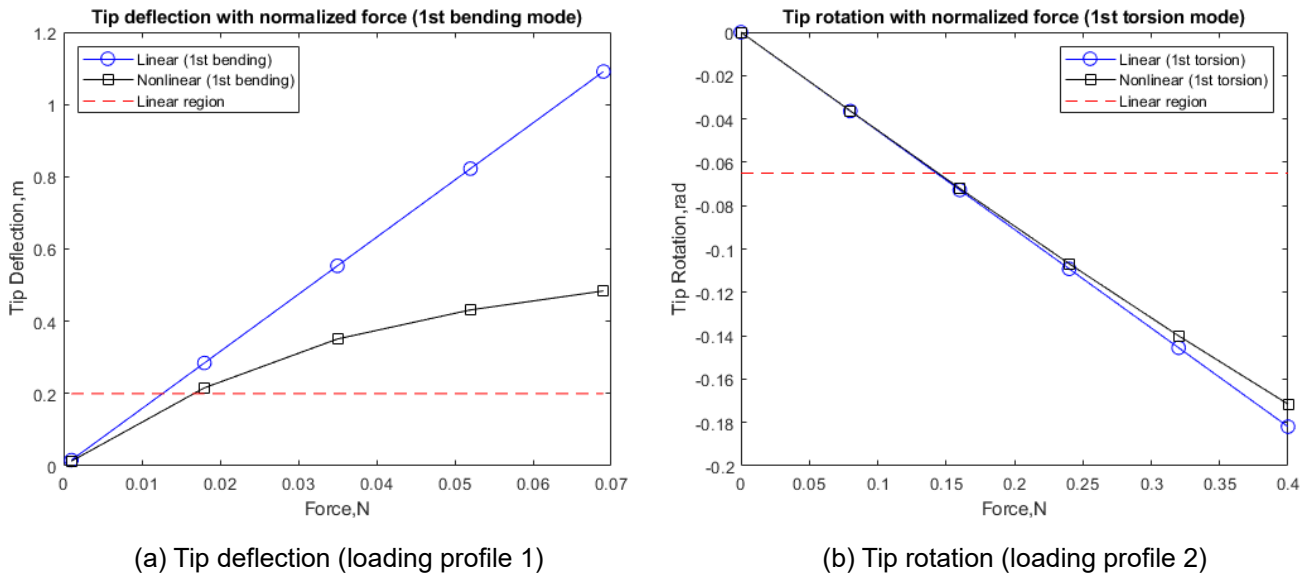 Tip deflection with normalized force (1st bending mode)
1.2
1
0.8
0.6
0.4
0.2
0
Tip Deflection,m
Linear (1st bending)
Nonlinear (1st bending)
Linear region
0
0.01
0.02
0.03
0.04
0.05
0.06
0.07
Force,N
(a) Tip deflection (loading profile 1)
Tip rotation with normalized force (1st torsion mode)
0
-0.02
-0.04
-0.06
-0.08
-0.1
-0.12
-0.14
-0.16
-0.18
-0.2
Tip Rotation,rad
Linear (1st torsion)
Nonlinear (1st torsion)
Linear region
0
0.05
0.1
0.15
0.2
0.25
0.3
0.35
0.4
Force,N
(b) Tip rotation (loading profile 2)